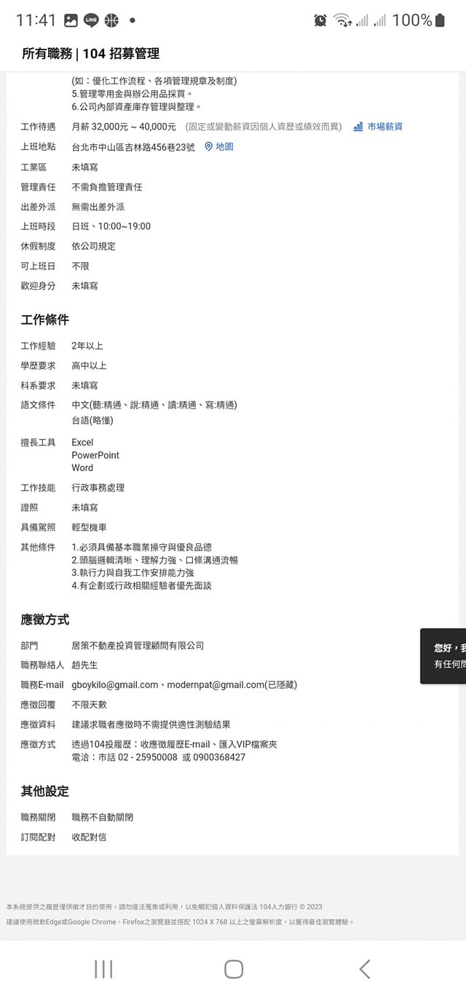 11:41
100%
所有職務 | 104 招募管理
(如：優化工作流程、各項管理規章及制度)
5.管理零用金與辦公用品採買。
6.公司內部資產庫存管理與整理。
工作待遇 月薪 32,000元 ~ 40,000元 (固定或變動薪資因個人資歷或績效而異) 市場薪資
上班地點 台北市中山區吉林路456巷23號 地圖
工業區 未填寫
管理責任 不需負擔管理責任
出差外派 無需出差外派
上班時段 日班、10:00~19:00
休假制度 依公司規定
可上班日 不限
歡迎身分 未填寫
工作條件
工作經驗 2年以上
學歷要求 高中以上
科系要求 未填寫
語文條件 中文(聽:精通、說:精通、讀:精通、寫:精通)
台語(略懂)
擅長工具 Excel
PowerPoint
Word
工作技能 行政事務處理
證照 未填寫
具備駕照 輕型機車
其他條件 1.必須具備基本職業操守與優良品德
2.頭腦邏輯清晰、理解力強、口條溝通流暢
3.執行力與自我工作安排能力強
4.有企劃或行政相關經驗者優先面談
應徵方式
部門 居策不動產投資管理顧問有限公司
職務聯絡人 趙先生
職務E-mail gboykilo@gmail.com、modernpat@gmail.com(已隱藏)
應徵回覆 不限天數
應徵資料 建議求職者應徵時不需提供適性測驗結果
應徵方式 透過104投履歷：收應徵履歷E-mail、匯入VIP檔案夾
電洽：市話 02 - 25950008 或 0900368427
您好，我
有任何問
其他設定
職務關閉 職務不自動關閉
訂閱配對 收配對信
本系統提供之履歷僅供徵才目的使用，請勿違法蒐集或利用，以免觸犯個人資料保護法 104人力銀行 © 2023
建議使用微軟Edge或Google Chrome、Firefox之瀏覽器並搭配 1024 X 768 以上之螢幕解析度，以獲得最佳瀏覽體驗。